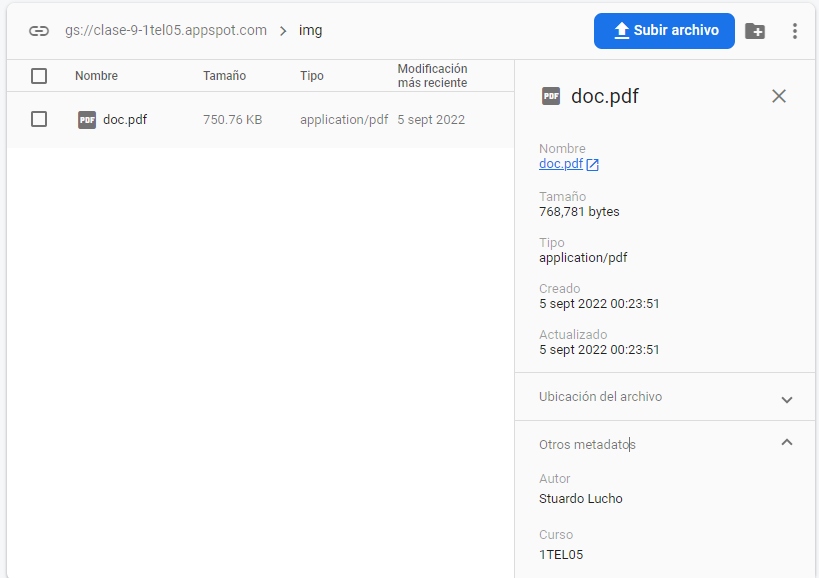 gs://clase-9-1tel05.appspot.com > img
Subir archivo
Nombre Tamaño Tipo Modificación más reciente
PDF doc.pdf 750.76 KB application/pdf 5 sept 2022
PDF doc.pdf
Nombre
doc.pdf
Tamaño
768,781 bytes
Tipo
application/pdf
Creado
5 sept 2022 00:23:51
Actualizado
5 sept 2022 00:23:51
Ubicación del archivo
Otros metadatos
Autor
Stuardo Lucho
Curso
1TEL05